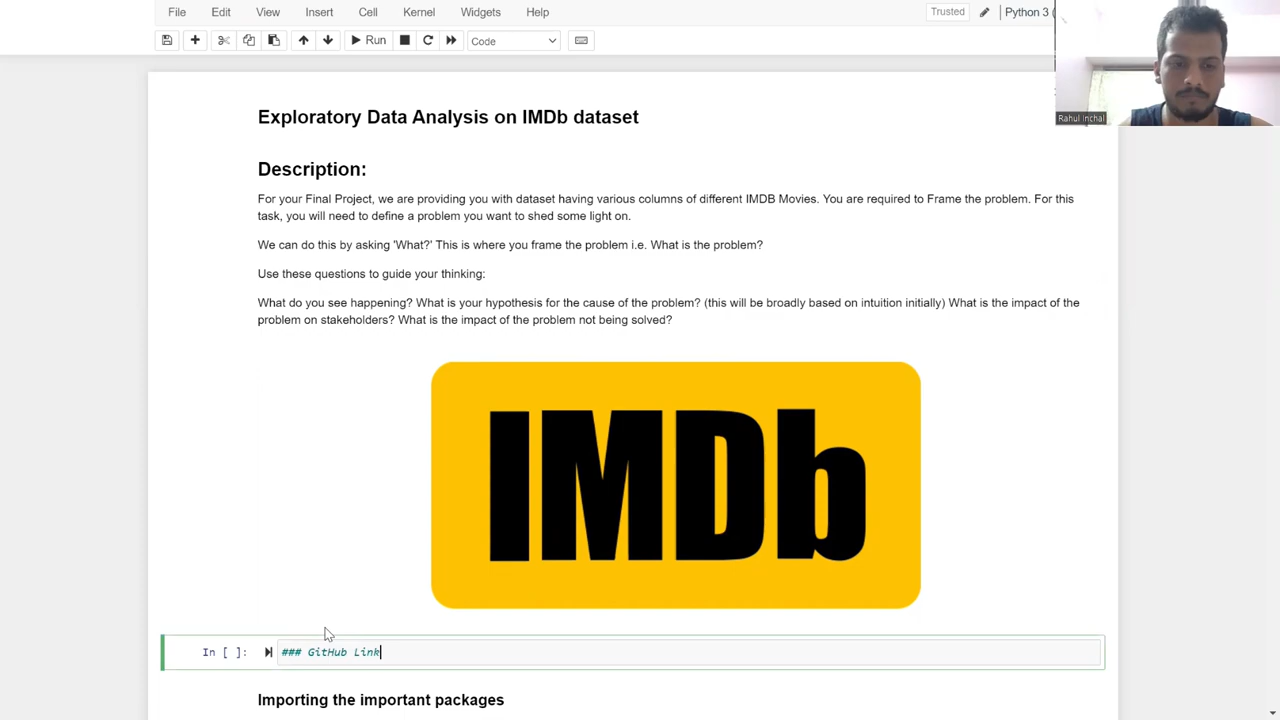 File Edit View Insert Cell Kernel Widgets Help
Trusted Python 3 (
Run Code
Rahul Inchal
Exploratory Data Analysis on IMDb dataset
Description:
For your Final Project, we are providing you with dataset having various columns of different IMDB Movies. You are required to Frame the problem. For this
task, you will need to define a problem you want to shed some light on.
We can do this by asking 'What?' This is where you frame the problem i.e. What is the problem?
Use these questions to guide your thinking:
What do you see happening? What is your hypothesis for the cause of the problem? (this will be broadly based on intuition initially) What is the impact of the
problem on stakeholders? What is the impact of the problem not being solved?
IMDb
In [ ]: ### GitHub Link
Importing the important packages